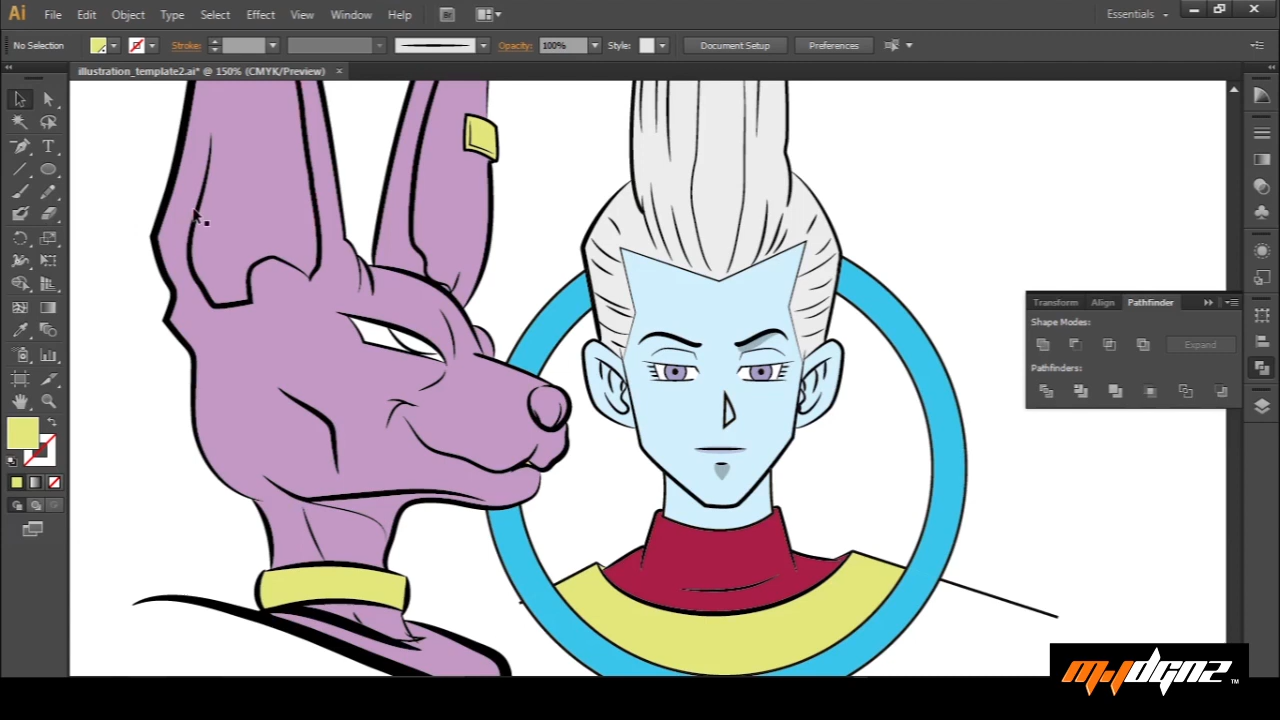 Ai File Edit Object Type Select Effect View Window Help Br Essentials
No Selection Stroke: Opacity: 100% Style: Document Setup Preferences
illustration_template2.ai* @ 150% (CMYK/Preview) ×
Transform Align Pathfinder
Shape Modes:
Expand
Pathfinders: